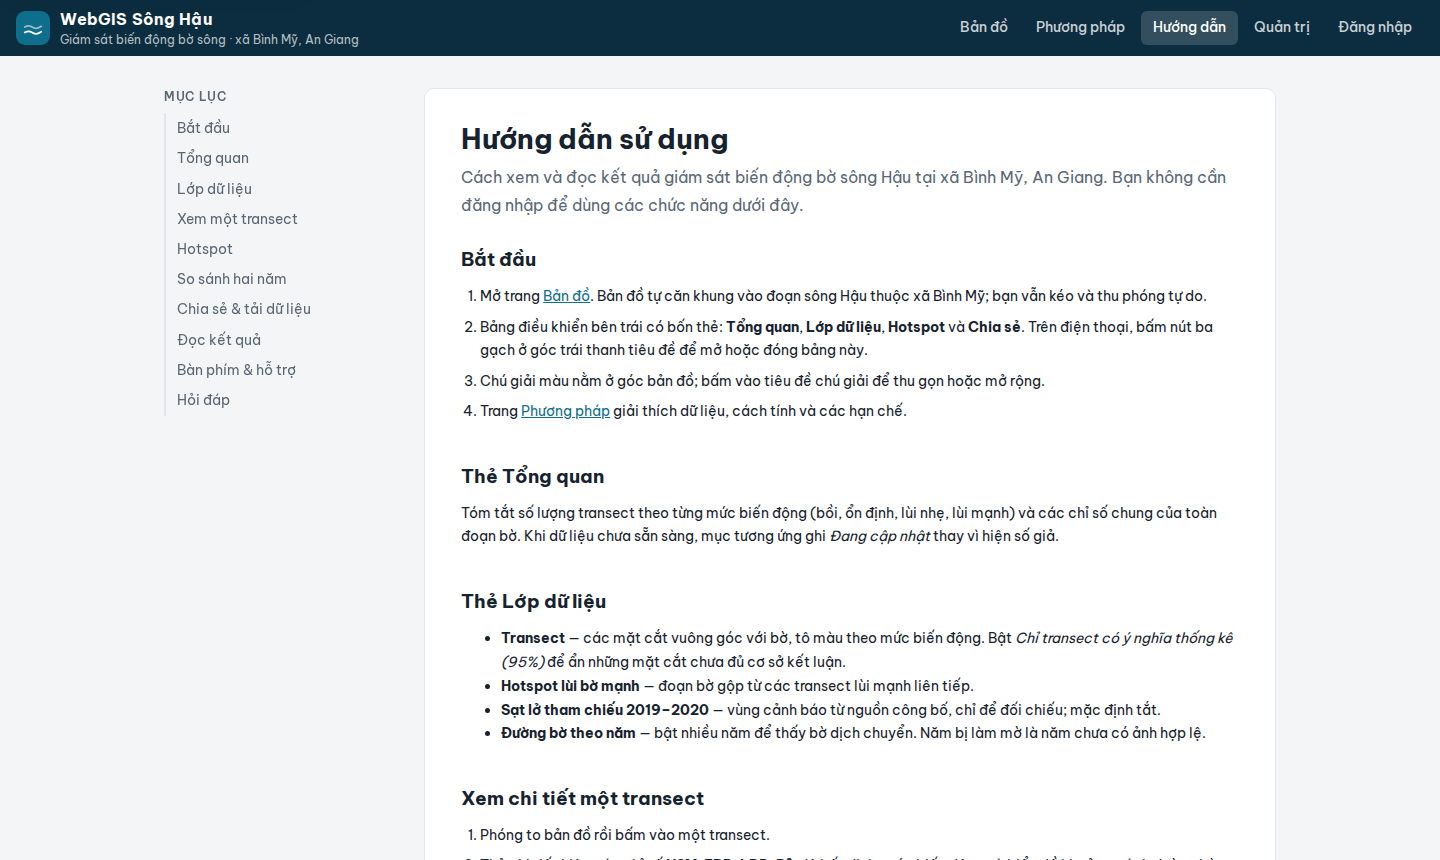 WebGIS Sông Hậu
Giám sát biến động bờ sông · xã Bình Mỹ, An Giang
Bản đồ
Phương pháp
Hướng dẫn
Quản trị
Đăng nhập
MỤC LỤC
Bắt đầu
Tổng quan
Lớp dữ liệu
Xem một transect
Hotspot
So sánh hai năm
Chia sẻ & tải dữ liệu
Đọc kết quả
Bàn phím & hỗ trợ
Hỏi đáp
Hướng dẫn sử dụng
Cách xem và đọc kết quả giám sát biến động bờ sông Hậu tại xã Bình Mỹ, An Giang. Bạn không cần
đăng nhập để dùng các chức năng dưới đây.
Bắt đầu
1. Mở trang Bản đồ. Bản đồ tự căn khung vào đoạn sông Hậu thuộc xã Bình Mỹ; bạn vẫn kéo và thu phóng tự do.
2. Bảng điều khiển bên trái có bốn thẻ: Tổng quan, Lớp dữ liệu, Hotspot và Chia sẻ. Trên điện thoại, bấm nút ba
gạch ở góc trái thanh tiêu đề để mở hoặc đóng bảng này.
3. Chú giải màu nằm ở góc bản đồ; bấm vào tiêu đề chú giải để thu gọn hoặc mở rộng.
4. Trang Phương pháp giải thích dữ liệu, cách tính và các hạn chế.
Thẻ Tổng quan
Tóm tắt số lượng transect theo từng mức biến động (bồi, ổn định, lùi nhẹ, lùi mạnh) và các chỉ số chung của toàn
đoạn bờ. Khi dữ liệu chưa sẵn sàng, mục tương ứng ghi Đang cập nhật thay vì hiện số giả.
Thẻ Lớp dữ liệu
• Transect — các mặt cắt vuông góc với bờ, tô màu theo mức biến động. Bật Chỉ transect có ý nghĩa thống kê
(95%) để ẩn những mặt cắt chưa đủ cơ sở kết luận.
• Hotspot lùi bờ mạnh — đoạn bờ gộp từ các transect lùi mạnh liên tiếp.
• Sạt lở tham chiếu 2019–2020 — vùng cảnh báo từ nguồn công bố, chỉ để đối chiếu; mặc định tắt.
• Đường bờ theo năm — bật nhiều năm để thấy bờ dịch chuyển. Năm bị làm mờ là năm chưa có ảnh hợp lệ.
Xem chi tiết một transect
1. Phóng to bản đồ rồi bấm vào một transect.